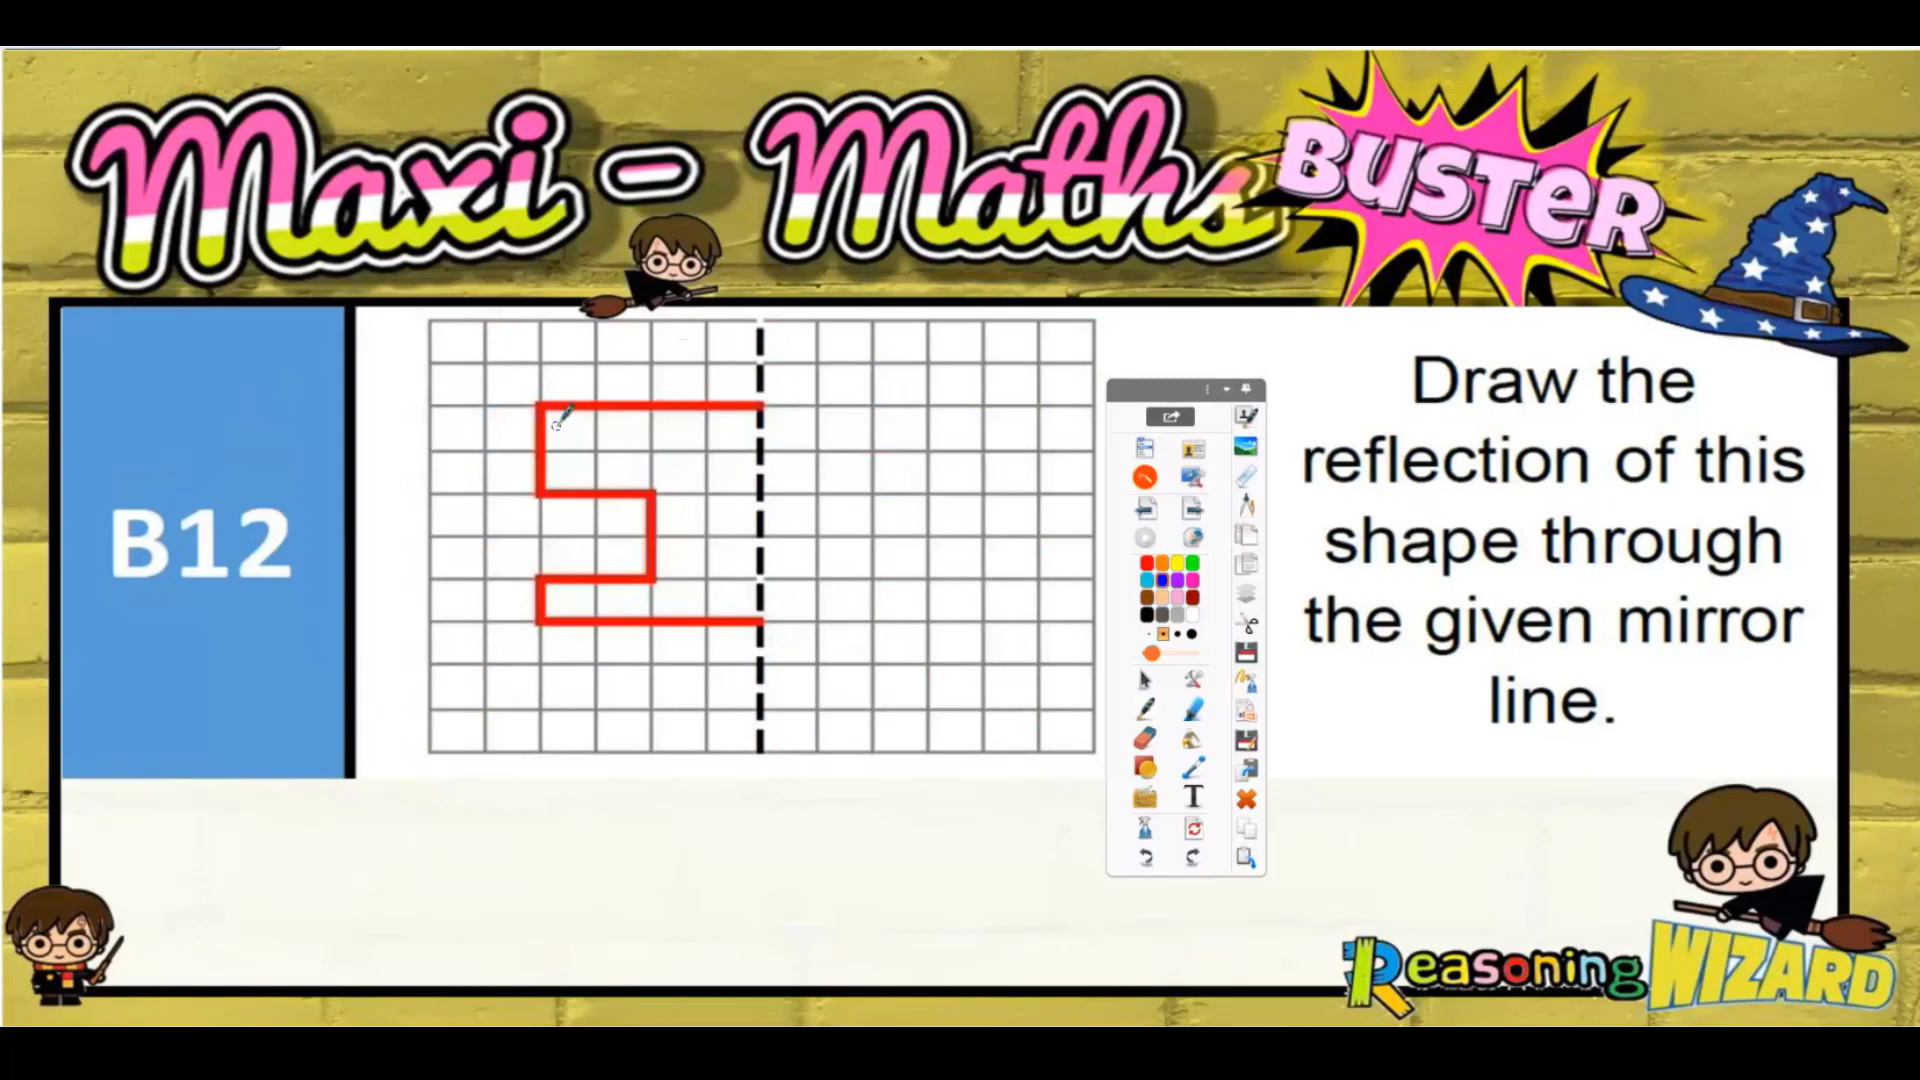 Maxi - Maths BUSTER
B12
Draw the
reflection of this
shape through
the given mirror
line.
T
Reasoning WIZARD